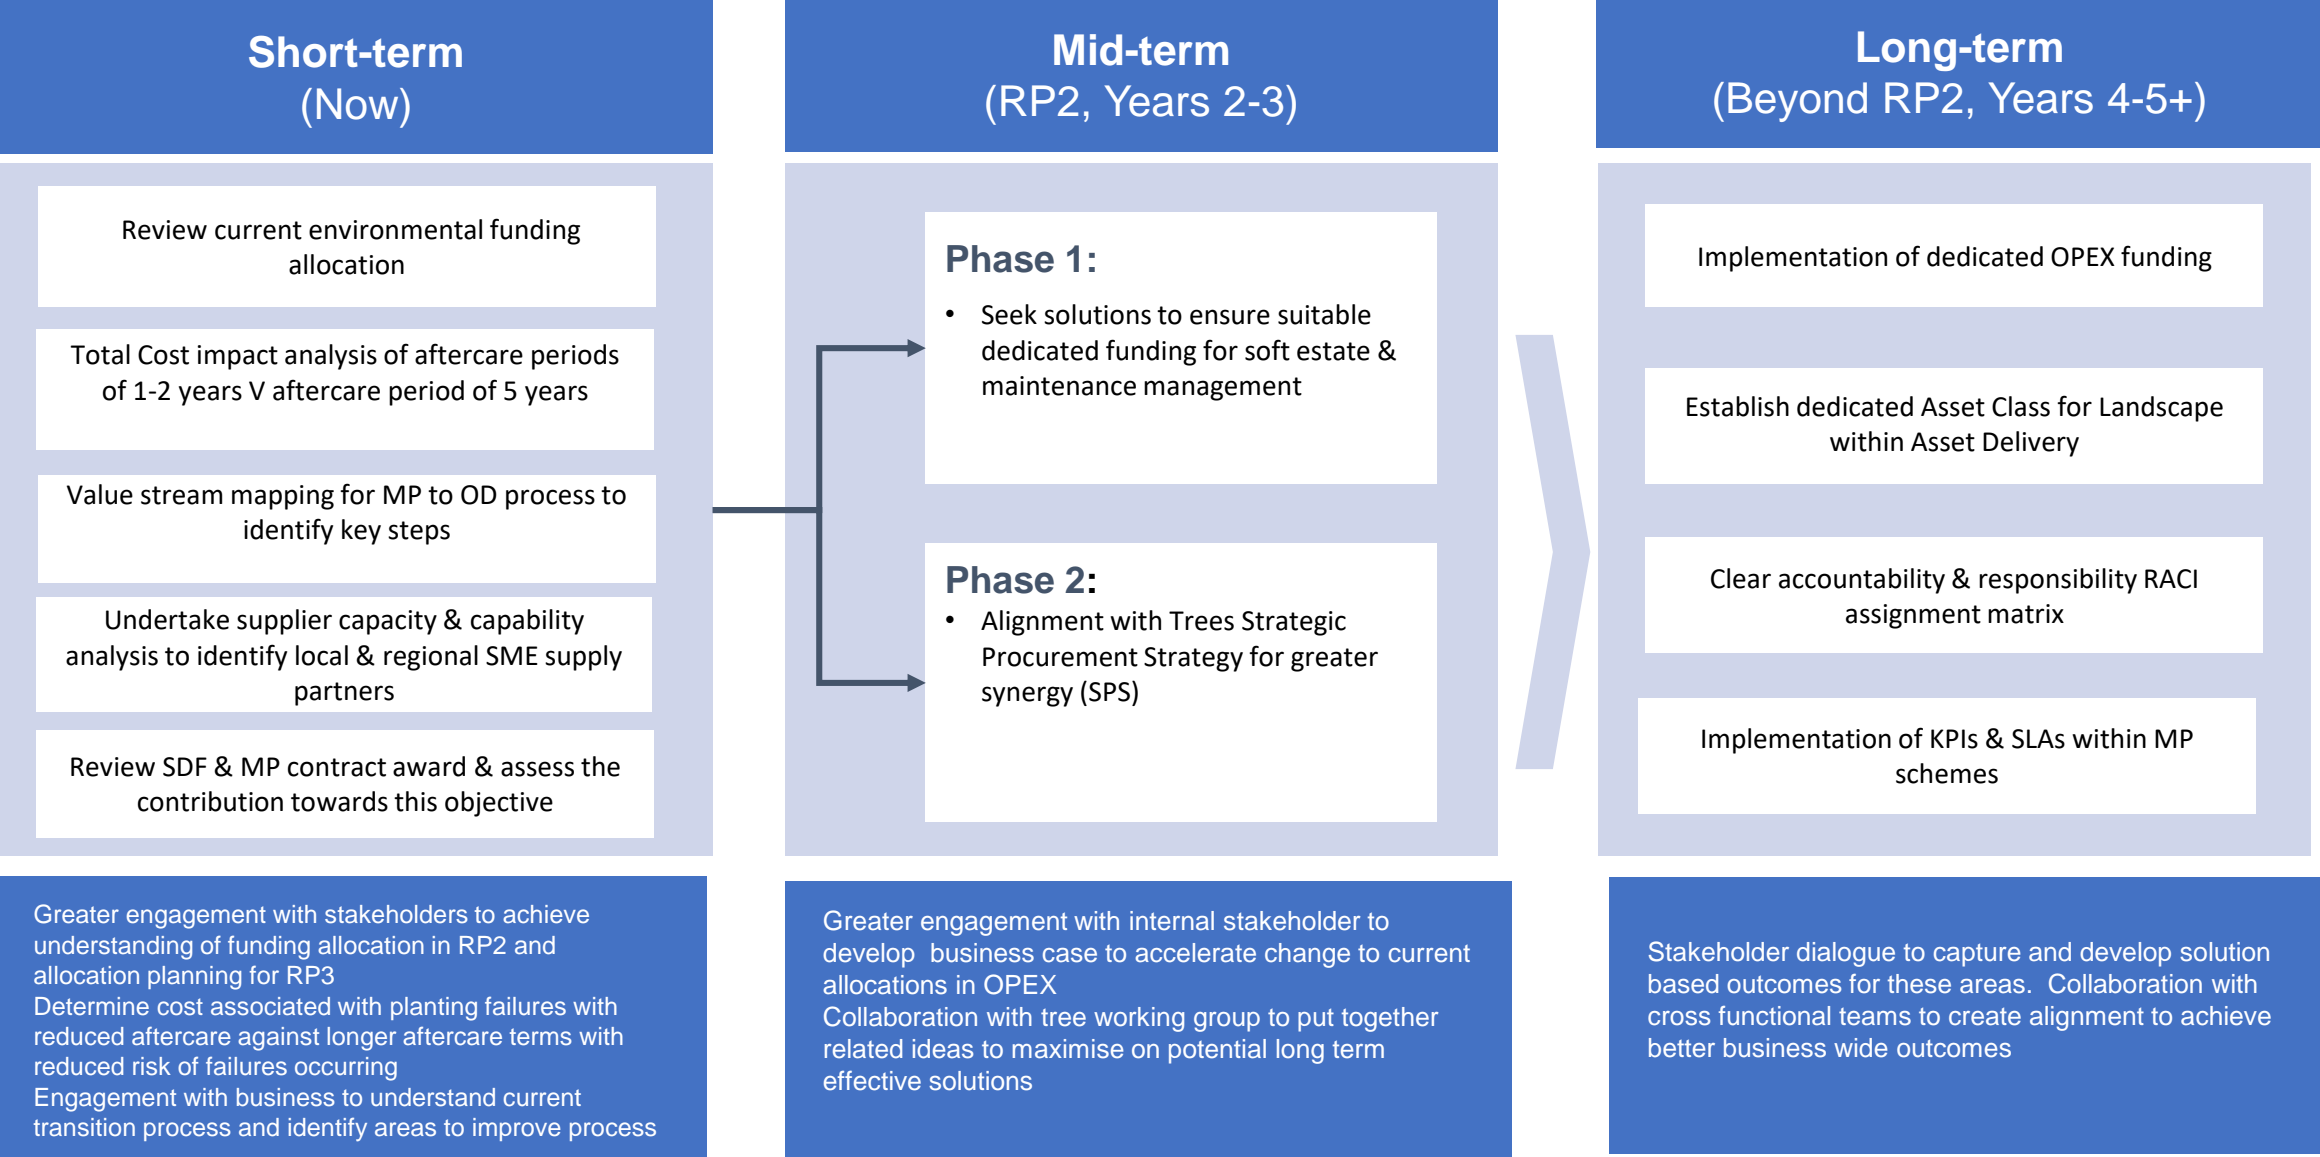 Short-term
(Now)
Review current environmental funding
allocation
Total Cost impact analysis of aftercare periods
of 1-2 years V aftercare period of 5 years
Value stream mapping for MP to OD process to
identify key steps
Undertake supplier capacity & capability
analysis to identify local & regional SME supply
partners
Review SDF & MP contract award & assess the
contribution towards this objective
Greater engagement with stakeholders to achieve
understanding of funding allocation in RP2 and
allocation planning for RP3
Determine cost associated with planting failures with
reduced aftercare against longer aftercare terms with
reduced risk of failures occurring
Engagement with business to understand current
transition process and identify areas to improve process
Mid-term
(RP2, Years 2-3)
Phase 1:
• Seek solutions to ensure suitable
dedicated funding for soft estate &
maintenance management
Phase 2:
• Alignment with Trees Strategic
Procurement Strategy for greater
synergy (SPS)
Greater engagement with internal stakeholder to
develop  business case to accelerate change to current
allocations in OPEX
Collaboration with tree working group to put together
related ideas to maximise on potential long term
effective solutions
Long-term
(Beyond RP2, Years 4-5+)
Implementation of dedicated OPEX funding
Establish dedicated Asset Class for Landscape
within Asset Delivery
Clear accountability & responsibility RACI
assignment matrix
Implementation of KPIs & SLAs within MP
schemes
Stakeholder dialogue to capture and develop solution
based outcomes for these areas.  Collaboration with
cross functional teams to create alignment to achieve
better business wide outcomes